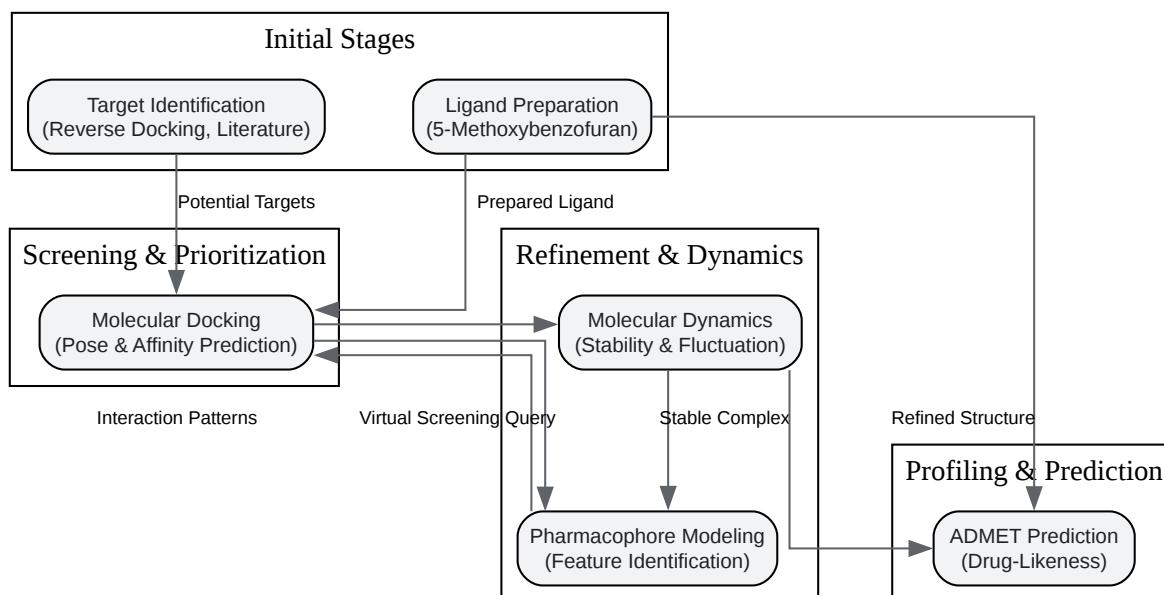 Initial Stages
Target Identification
(Reverse Docking, Literature)
Ligand Preparation
(5-Methoxybenzofuran)
Potential Targets
Prepared Ligand
Screening & Prioritization
Refinement & Dynamics
Molecular Docking
(Pose & Affinity Prediction)
Molecular Dynamics
(Stability & Fluctuation)
Interaction Patterns
Virtual Screening Query
Stable Complex
Refined Structure
Profiling & Prediction
Pharmacophore Modeling
(Feature Identification)
ADMET Prediction
(Drug-Likeness)